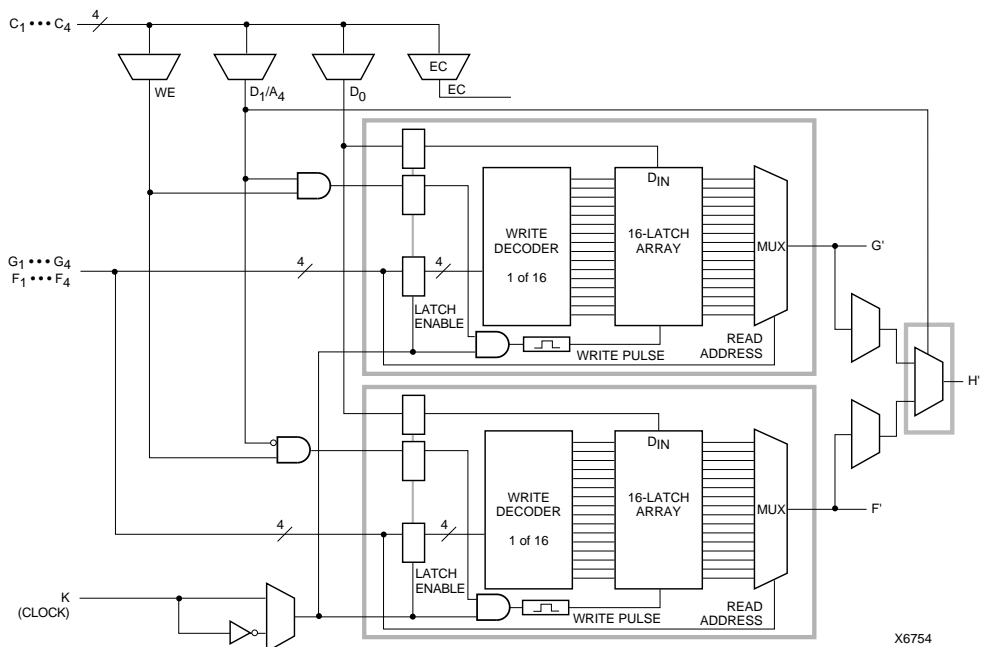 C1 ••• C4
4
EC
WE
D1/A4
D0
EC
DIN
WRITE
DECODER
1 of 16
16-LATCH
ARRAY
MUX
G'
G1 ••• G4
F1 ••• F4
4
4
LATCH
ENABLE
WRITE PULSE
READ
ADDRESS
H'
DIN
WRITE
DECODER
1 of 16
16-LATCH
ARRAY
MUX
F'
4
4
LATCH
ENABLE
K
(CLOCK)
WRITE PULSE
READ
ADDRESS
X6754